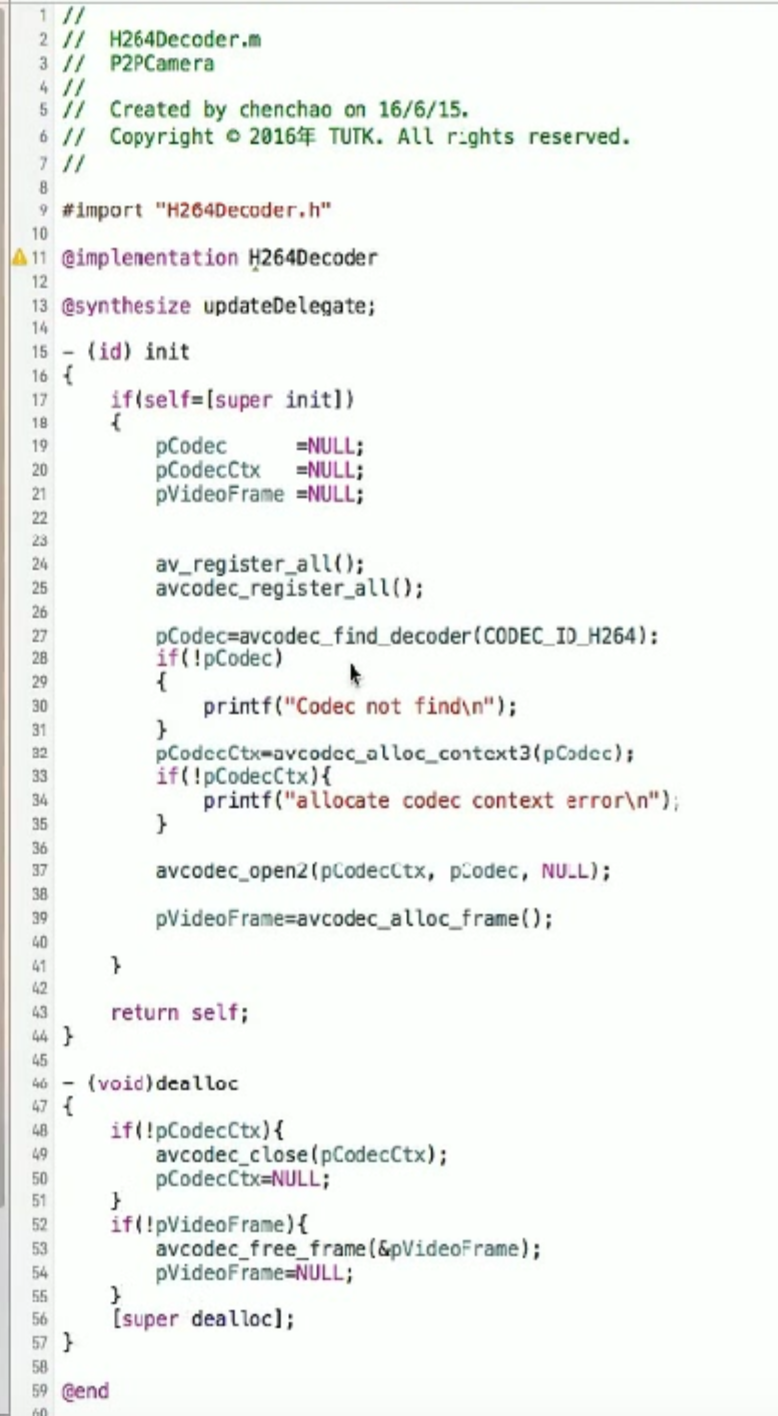 1 //
2 //  H264Decoder.m
3 //  P2PCamera
4 //
5 //  Created by chenchao on 16/6/15.
6 //  Copyright © 2016年 TUTK. All rights reserved.
7 //
8
9 #import "H264Decoder.h"
10
11 @implementation H264Decoder
12
13 @synthesize updateDelegate;
14
15 - (id) init
16 {
17     if(self=[super init])
18     {
19         pCodec      =NULL;
20         pCodecCtx   =NULL;
21         pVideoFrame =NULL;
22
23
24         av_register_all();
25         avcodec_register_all();
26
27         pCodec=avcodec_find_decoder(CODEC_ID_H264);
28         if(!pCodec)
29         {
30             printf("Codec not find\n");
31         }
32         pCodecCtx=avcodec_alloc_context3(pCodec);
33         if(!pCodecCtx){
34             printf("allocate codec context error\n");
35         }
36
37         avcodec_open2(pCodecCtx, pCodec, NULL);
38
39         pVideoFrame=avcodec_alloc_frame();
40
41     }
42
43     return self;
44 }
45
46 - (void)dealloc
47 {
48     if(!pCodecCtx){
49         avcodec_close(pCodecCtx);
50         pCodecCtx=NULL;
51     }
52     if(!pVideoFrame){
53         avcodec_free_frame(&pVideoFrame);
54         pVideoFrame=NULL;
55     }
56     [super dealloc];
57 }
58
59 @end
60